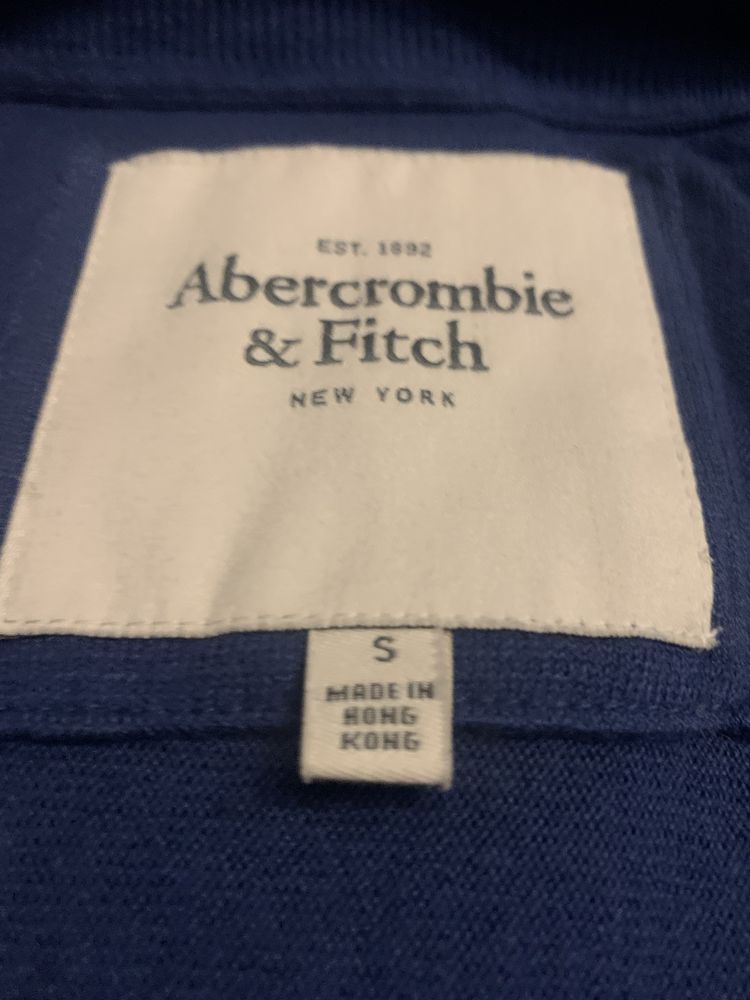 EST. 1892
Abercrombie
& Fitch
NEW YORK
S
MADE IN
HONG
KONG